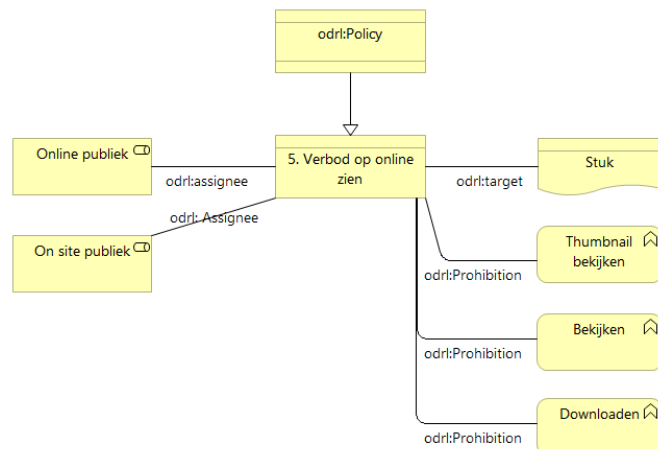 odrl:Policy
Online publiek
odrl:assignee
5. Verbod op online
zien
odrl:target
Stuk
odrl: Assignee
On site publiek
Thumbnail
bekijken
odrl:Prohibition
Bekijken
odrl:Prohibition
Downloaden
odrl:Prohibition